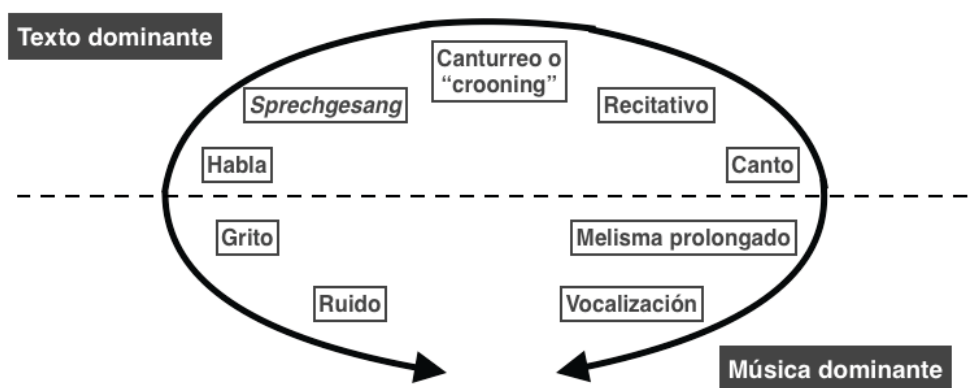 Texto dominante
Canturreo o
“crooning”
Sprechgesang
Recitativo
Habla
Canto
Grito
Melisma prolongado
Ruido
Vocalización
Música dominante